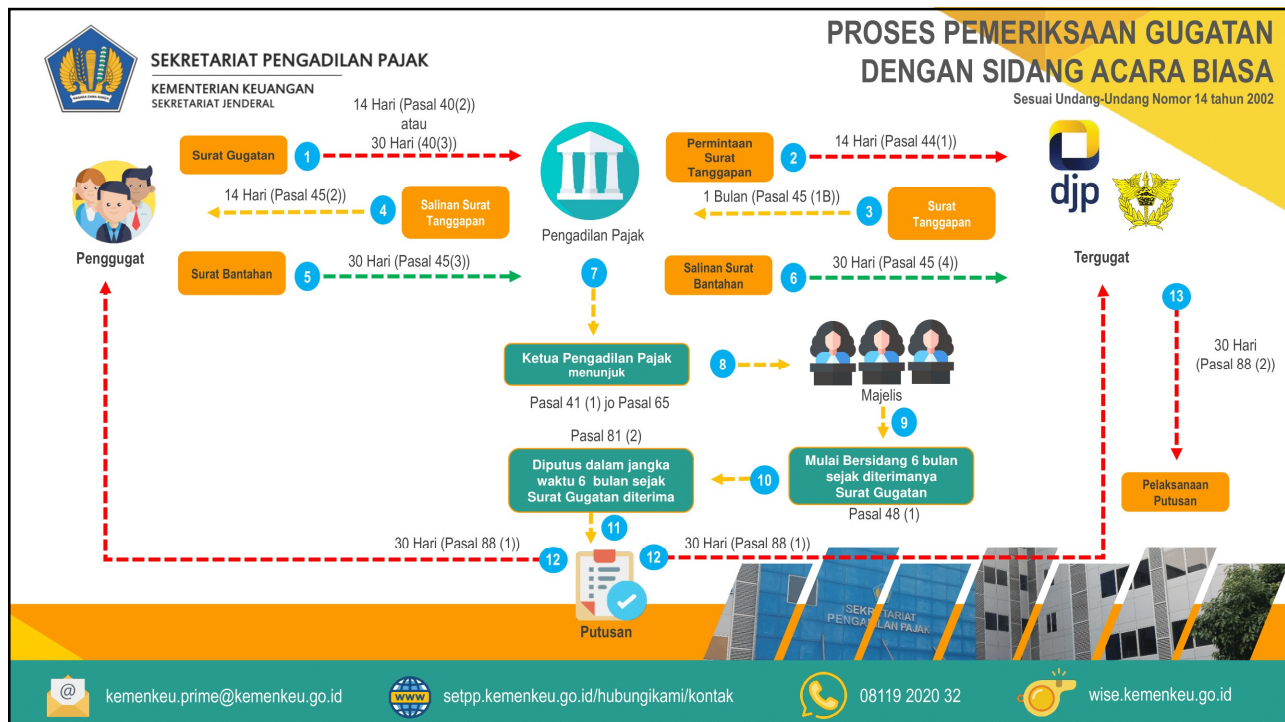 PROSES PEMERIKSAAN GUGATAN
DENGAN SIDANG ACARA BIASA
Sesuai Undang-Undang Nomor 14 tahun 2002
SEKRETARIAT PENGADILAN PAJAK
KEMENTERIAN KEUANGAN
SEKRETARIAT JENDERAL
Surat Gugatan
1
14 Hari (Pasal 40(2))
atau
30 Hari (40(3))
Permintaan
Surat
Tanggapan
2
14 Hari (Pasal 44(1))
djp
14 Hari (Pasal 45(2))
4
Salinan Surat
Tanggapan
1 Bulan (Pasal 45 (1B))
3
Surat
Tanggapan
Penggugat
Pengadilan Pajak
Tergugat
Surat Bantahan
5
30 Hari (Pasal 45(3))
7
Salinan Surat
Bantahan
6
30 Hari (Pasal 45 (4))
13
30 Hari
(Pasal 88 (2))
Ketua Pengadilan Pajak
menunjuk
8
Pasal 41 (1) jo Pasal 65
Majelis
9
Pasal 81 (2)
Diputus dalam jangka
waktu 6 bulan sejak
Surat Gugatan diterima
10
Mulai Bersidang 6 bulan
sejak diterimanya
Surat Gugatan
Pasal 48 (1)
Pelaksanaan
Putusan
11
30 Hari (Pasal 88 (1))
12
12
30 Hari (Pasal 88 (1))
Putusan
SEKRETARIAT
PENGADILAN PAJAK
@
kemenkeu.prime@kemenkeu.go.id
WWW
setpp.kemenkeu.go.id/hubungikami/kontak
08119 2020 32
wise.kemenkeu.go.id